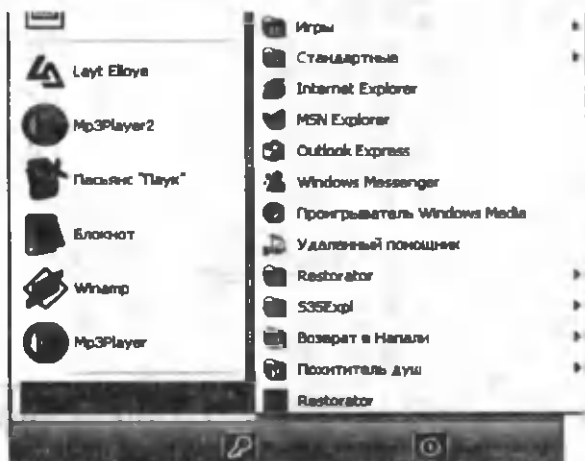 Layt Elloye
Mp3Player2
Пасьянс "Паук"
Блокнот
Winamp
Mp3Player
Игры
Стандартные
Internet Explorer
MSN Explorer
Outlook Express
Windows Messenger
Проигрыватель Windows Media
Удаленный помощник
Restorator
S35Expl
Возврат в Напали
Похититель душ
Restorator